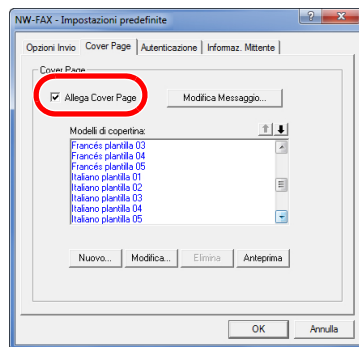 NW-FAX - Impostazioni predefinite
Opzioni Invio Cover Page Autenticazione Informaz. Mittente
Cover Page
Allega Cover Page Modifica Messaggio...
Modelli di copertina:
Francés plantilla 03
Francés plantilla 04
Francés plantilla 05
Italiano plantilla 01
Italiano plantilla 02
Italiano plantilla 03
Italiano plantilla 04
Italiano plantilla 05
Nuovo... Modifica... Elimina Anteprima
OK Annulla